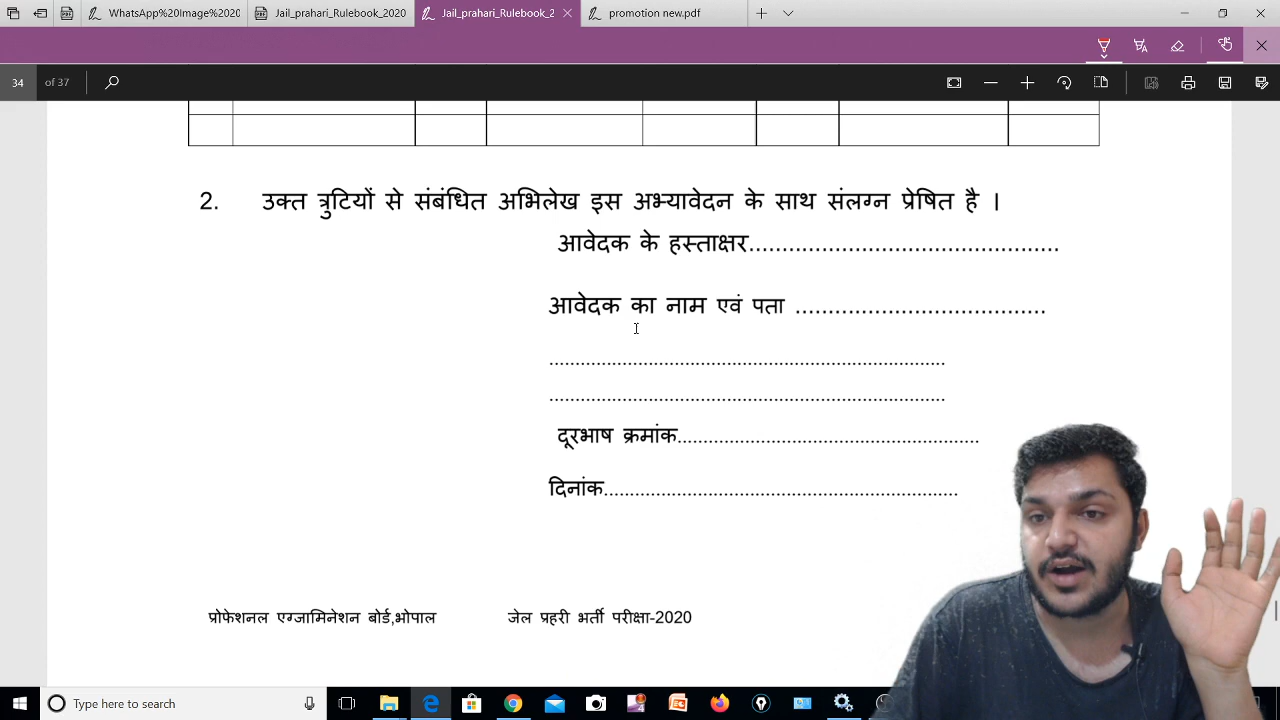 WhatsApp%20Image%2020
Jail_prahari_Rulebook_2020
Jail_prahari_Rulebook_2
promotion new.pdf
34 of 37
2. उक्त त्रुटियों से संबंधित अभिलेख इस अभ्यावेदन के साथ संलग्न प्रेषित है ।
आवेदक के हस्ताक्षर..............................................
आवेदक का नाम एवं पता ......................................
............................................................................
............................................................................
दूरभाष क्रमांक..........................................................
दिनांक....................................................................
प्रोफेशनल एग्जामिनेशन बोर्ड,भोपाल जेल प्रहरी भर्ती परीक्षा-2020
Type here to search